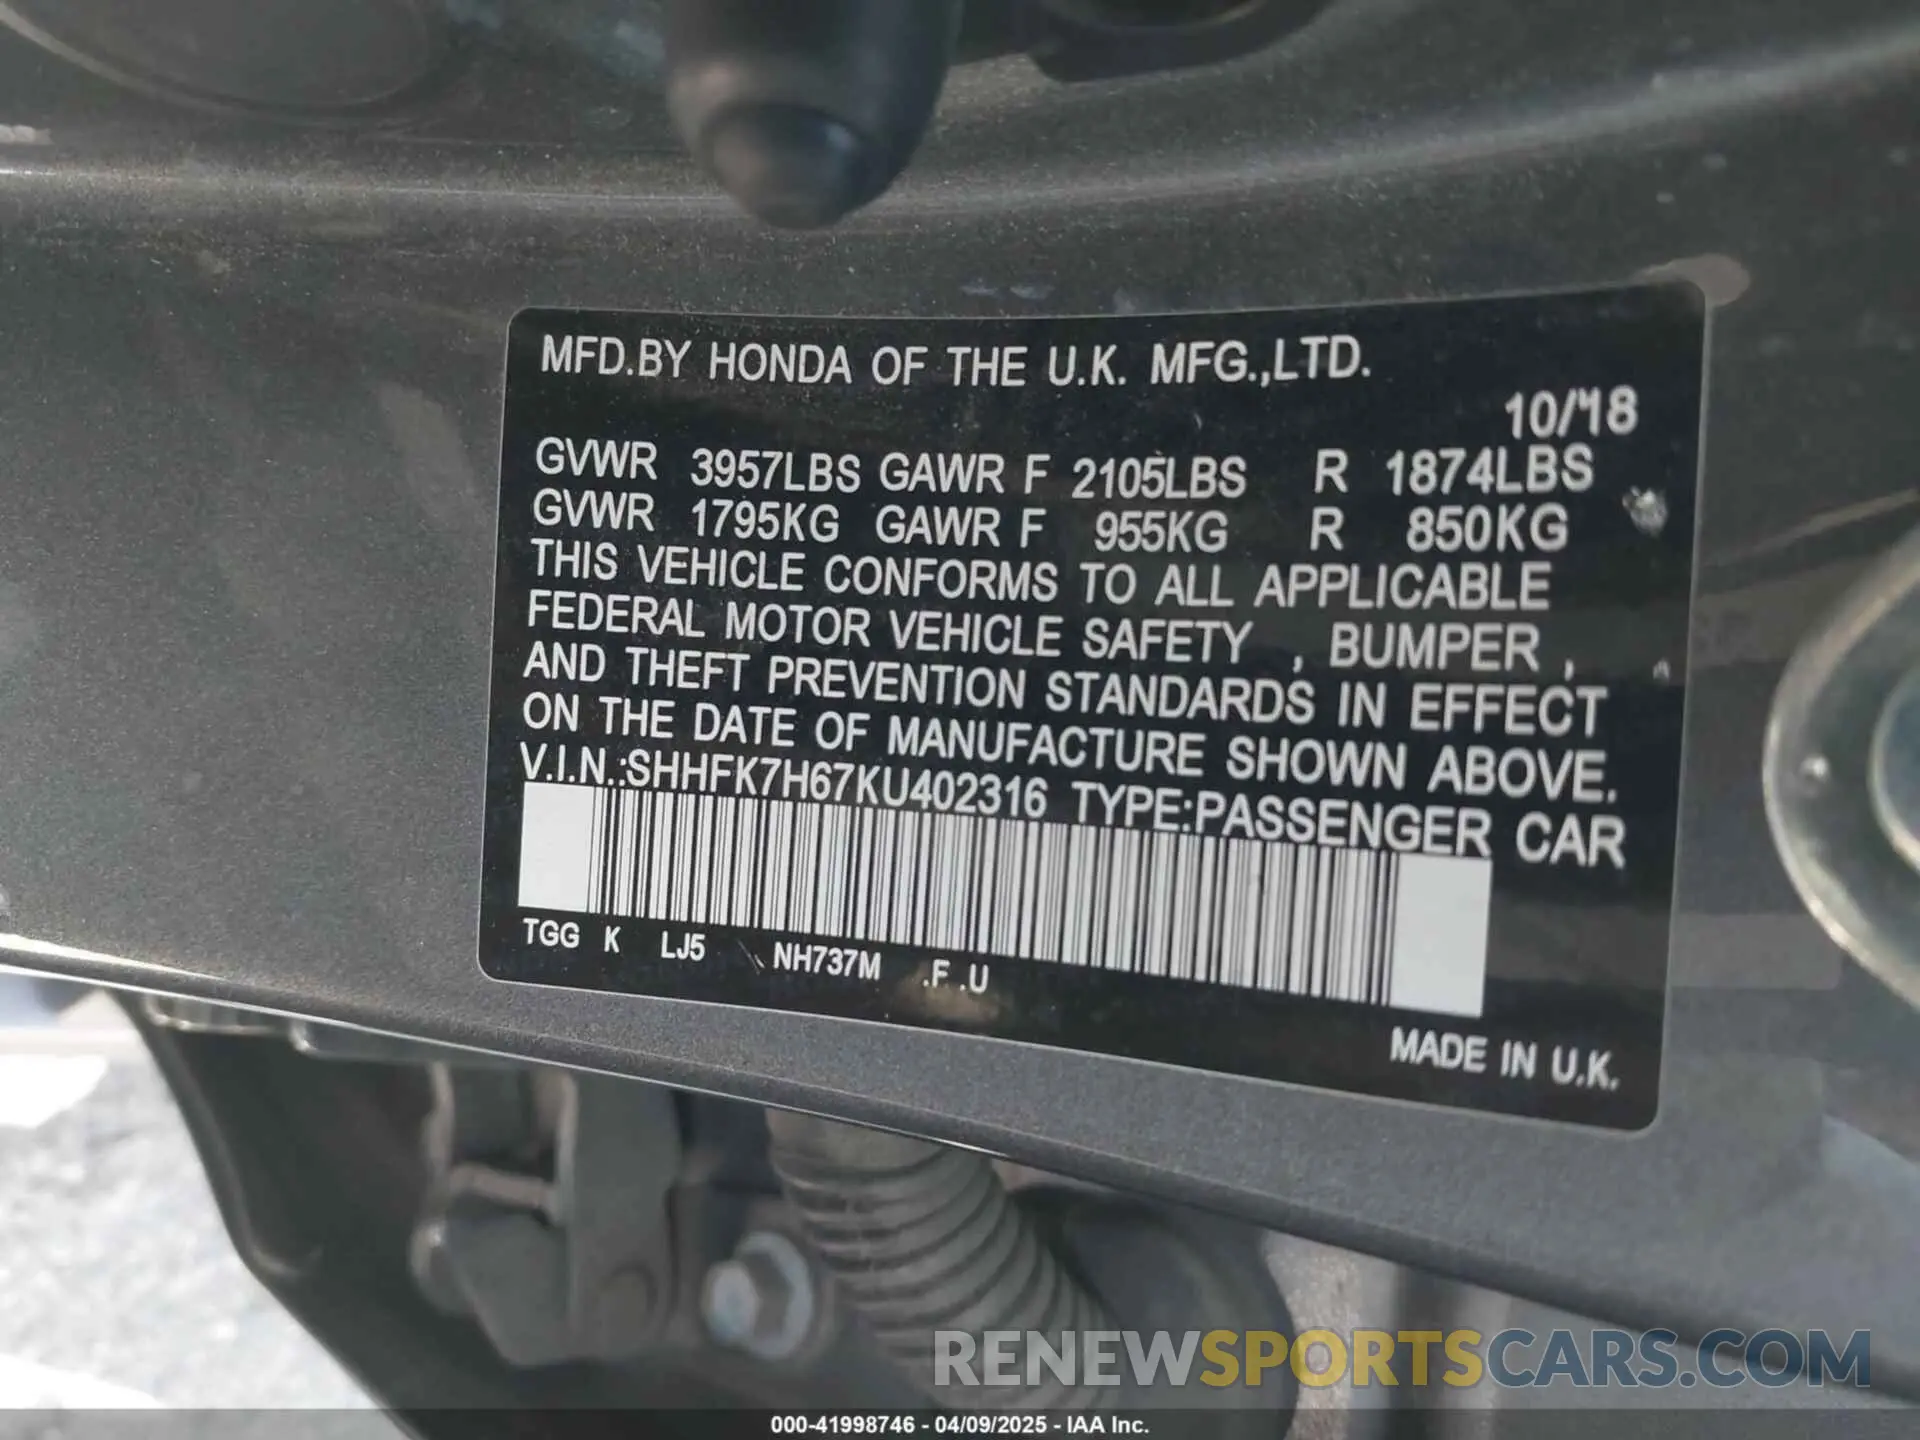 MFD.BY HONDA OF THE U.K. MFG.,LTD.
10/18
GVWR 3957LBS GAWR F 2105LBS R 1874LBS
GVWR 1795KG GAWR F 955KG R 850KG
THIS VEHICLE CONFORMS TO ALL APPLICABLE
FEDERAL MOTOR VEHICLE SAFETY , BUMPER ,
AND THEFT PREVENTION STANDARDS IN EFFECT
ON THE DATE OF MANUFACTURE SHOWN ABOVE.
V.I.N.:SHHFK7H67KU402316 TYPE:PASSENGER CAR
TGG K LJ5 NH737M .F .U
MADE IN U.K.
RENEWSPORTSCARS.COM
000-41998746 - 04/09/2025 - IAA Inc.